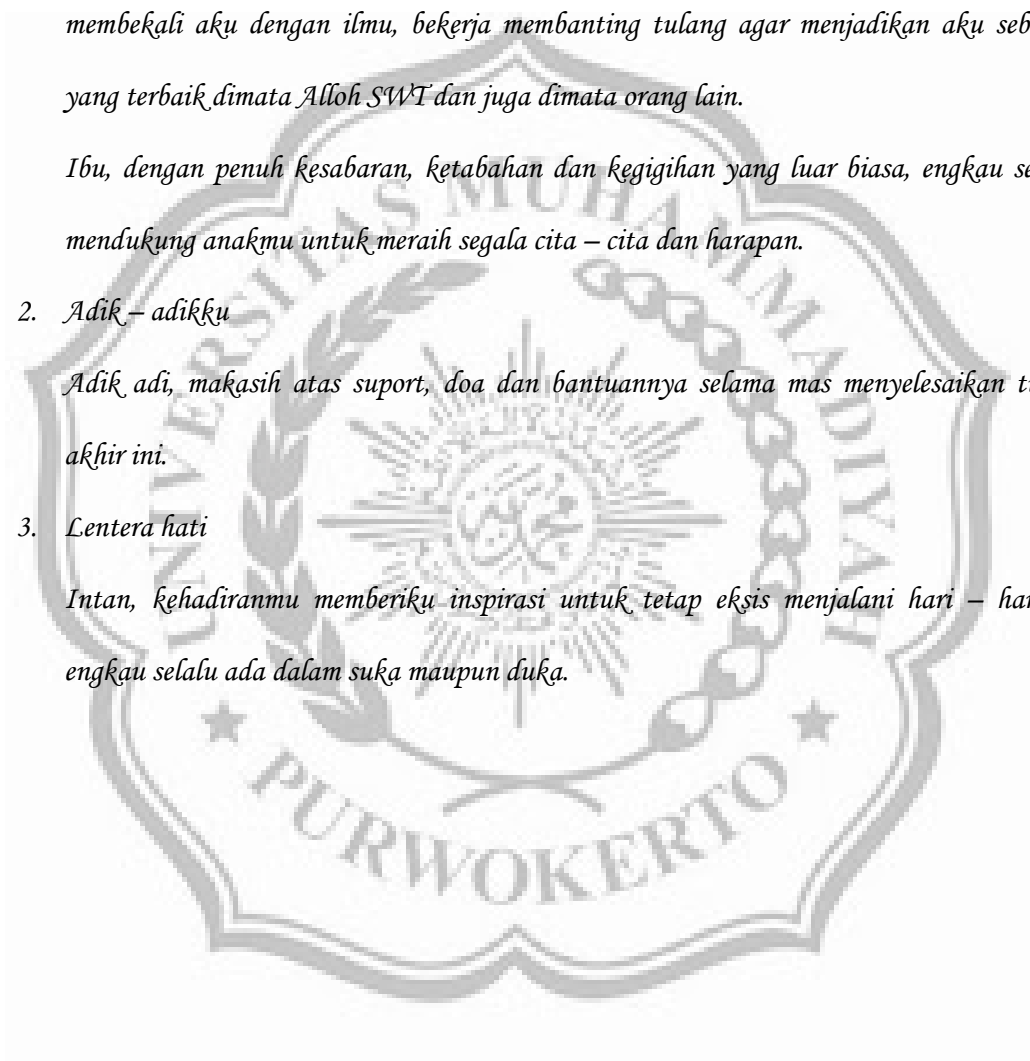 membekali aku dengan ilmu, bekerja membanting tulang agar menjadikan aku seb
yang terbaik dimata Alloh SWT dan juga dimata orang lain.
Ibu, dengan penuh kesabaran, ketabahan dan kegigihan yang luar biasa, engkau se
mendukung anakmu untuk meraih segala cita – cita dan harapan.
2. Adik – adikku
Adik adi, makasih atas suport, doa dan bantuannya selama mas menyelesaikan tu
akhir ini.
3. Lentera hati
Intan, kehadiranmu memberiku inspirasi untuk tetap eksis menjalani hari – har
engkau selalu ada dalam suka maupun duka.
UNIVERSITAS MUHAMMADIYAH
PURWOKERTO